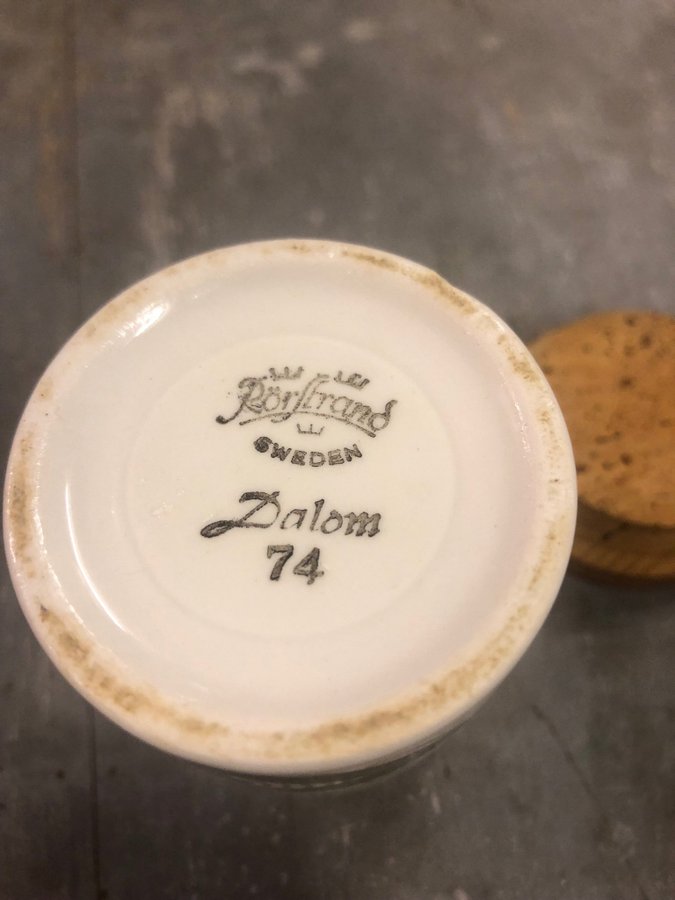 Rörstrand
SWEDEN
Dalom
74